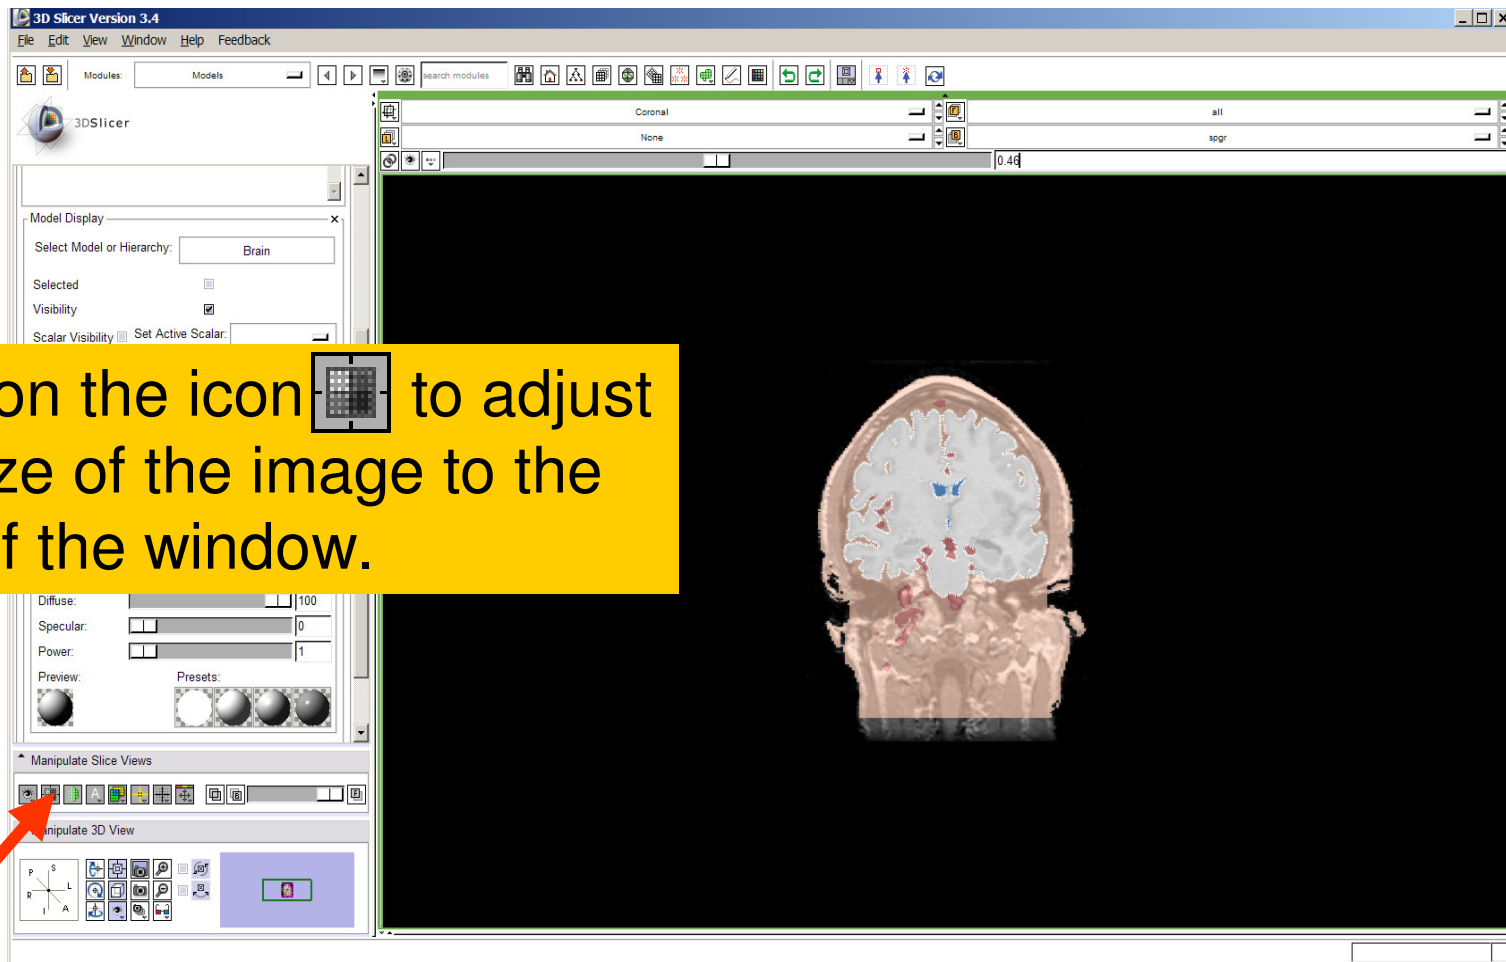 3D Slicer Version 3.4
File Edit View Window Help Feedback
Modules: Models search modules
3DSlicer
Coronal all
None spgr
0.46
Model Display
Select Model or Hierarchy: Brain
Selected
Visibility
Scalar Visibility Set Active Scalar:
on the icon to adjust
ze of the image to the
f the window.
Diffuse: 100
Specular: 0
Power: 1
Preview: Presets:
Manipulate Slice Views
anipulate 3D View
P S
R L
I A